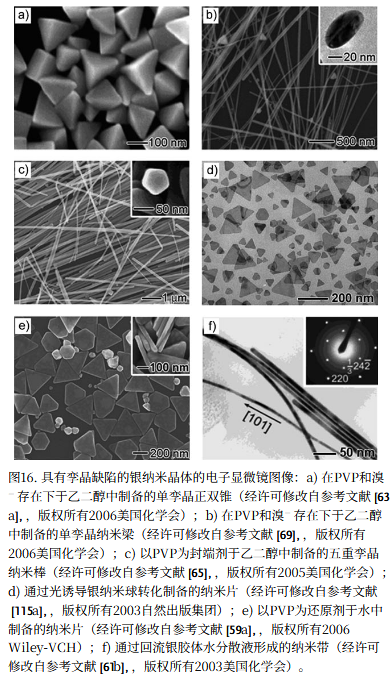 a)
100 nm
b)
20 nm
500 nm
c)
50 nm
1 μm
d)
200 nm
e)
100 nm
200 nm
f)
1/3 -242
220
[101]
50 nm
图16. 具有孪晶缺陷的银纳米晶体的电子显微镜图像：a) 在PVP和溴
⁻存在下于乙二醇中制备的单孪晶正双锥（经许可修改自参考文献 [63
a],，版权所有2006美国化学会）；b) 在PVP和溴⁻存在下于乙二醇
中制备的单孪晶纳米梁（经许可修改自参考文献 [69],，版权所有
2006美国化学会）；c) 以PVP为封端剂于乙二醇中制备的五重孪晶
纳米棒（经许可修改自参考文献 [65],，版权所有2005美国化学会）；
d) 通过光诱导银纳米球转化制备的纳米片（经许可修改自参考文献
[115a],，版权所有2003自然出版集团）；e) 以PVP为还原剂于水中
制备的纳米片（经许可修改自参考文献 [59a],，版权所有2006
Wiley-VCH）；f) 通过回流银胶体水分散液形成的纳米带（经许可修
改自参考文献 [61b],，版权所有2003美国化学会）。